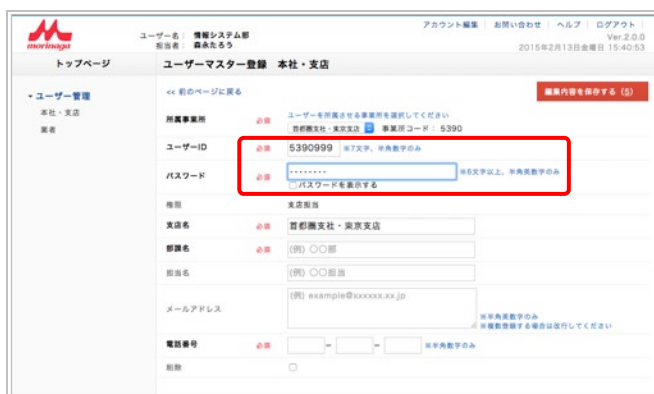 morinaga
ユーザー名： 情報システム部
担当者： 森永たろう
アカウント編集 | お問い合わせ | ヘルプ | ログアウト
Ver.2.0.0
2015年2月13日金曜日 15:40:53
トップページ
ユーザーマスター登録 本社・支店
ユーザー管理
本社・支店
業者
<< 前のページに戻る
編集内容を保存する (S)
所属事業所 必須 ユーザーを所属させる事業所を選択してください
首都圏支社・東京支店 事業所コード： 5390
ユーザーID 必須 5390999 ※7文字、半角数字のみ
パスワード 必須 ········ ※6文字以上、半角英数字のみ
パスワードを表示する
権限 支店担当
支店名 必須 首都圏支社・東京支店
部課名 必須 (例) 〇〇部
担当名 (例) 〇〇担当
メールアドレス (例) example@xxxxxx.xx.jp
※半角英数字のみ
※複数登録する場合は改行してください
電話番号 必須 - - ※半角数字のみ
削除